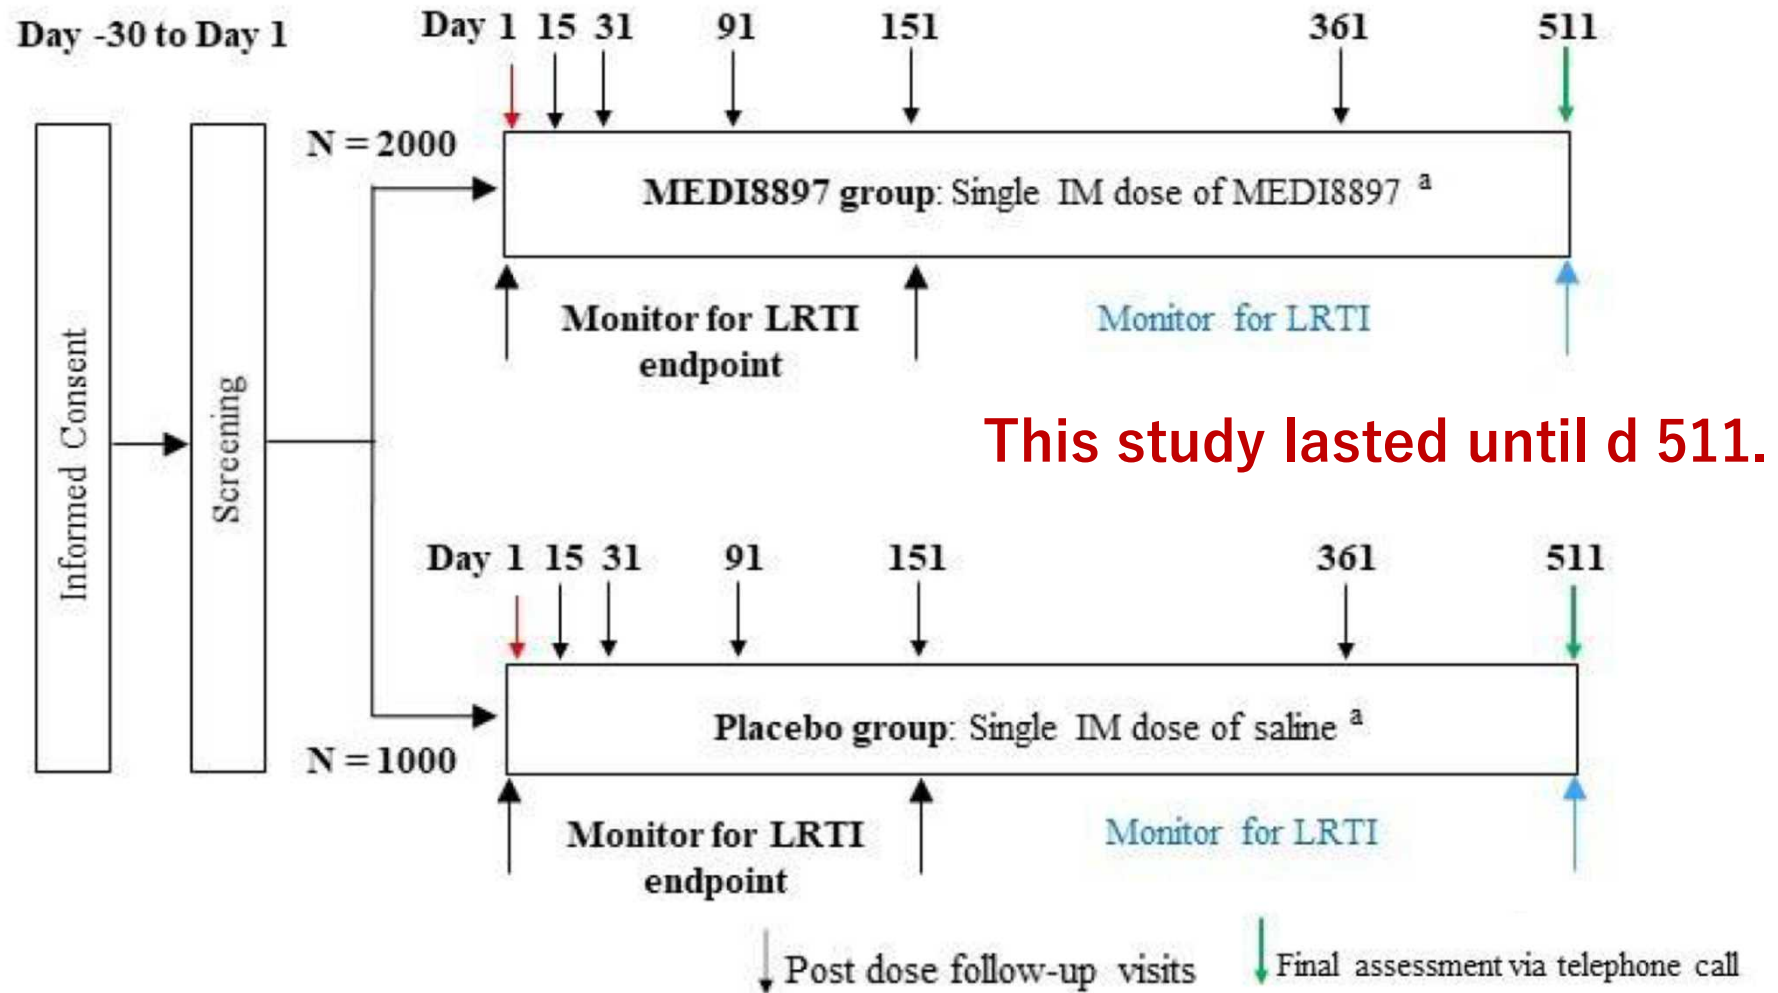 Day -30 to Day 1
Day 1 15 31 91 151 361 511
N = 2000
MEDI8897 group: Single IM dose of MEDI8897 a
Monitor for LRTI
endpoint
Monitor for LRTI
Informed Consent
Screening
This study lasted until d 511.
Day 1 15 31 91 151 361 511
Placebo group: Single IM dose of saline a
N = 1000
Monitor for LRTI
endpoint
Monitor for LRTI
Post dose follow-up visits
Final assessment via telephone call